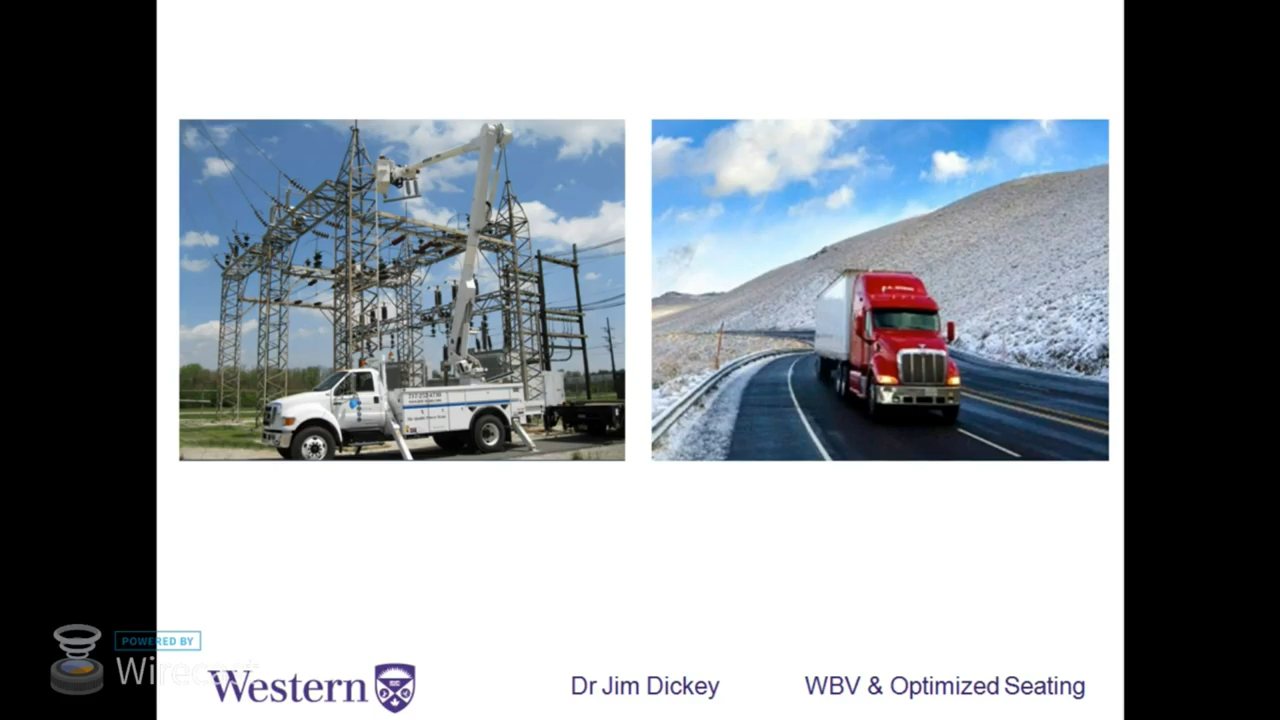 POWERED BY
Wirecast
Western
Dr Jim Dickey
WBV & Optimized Seating